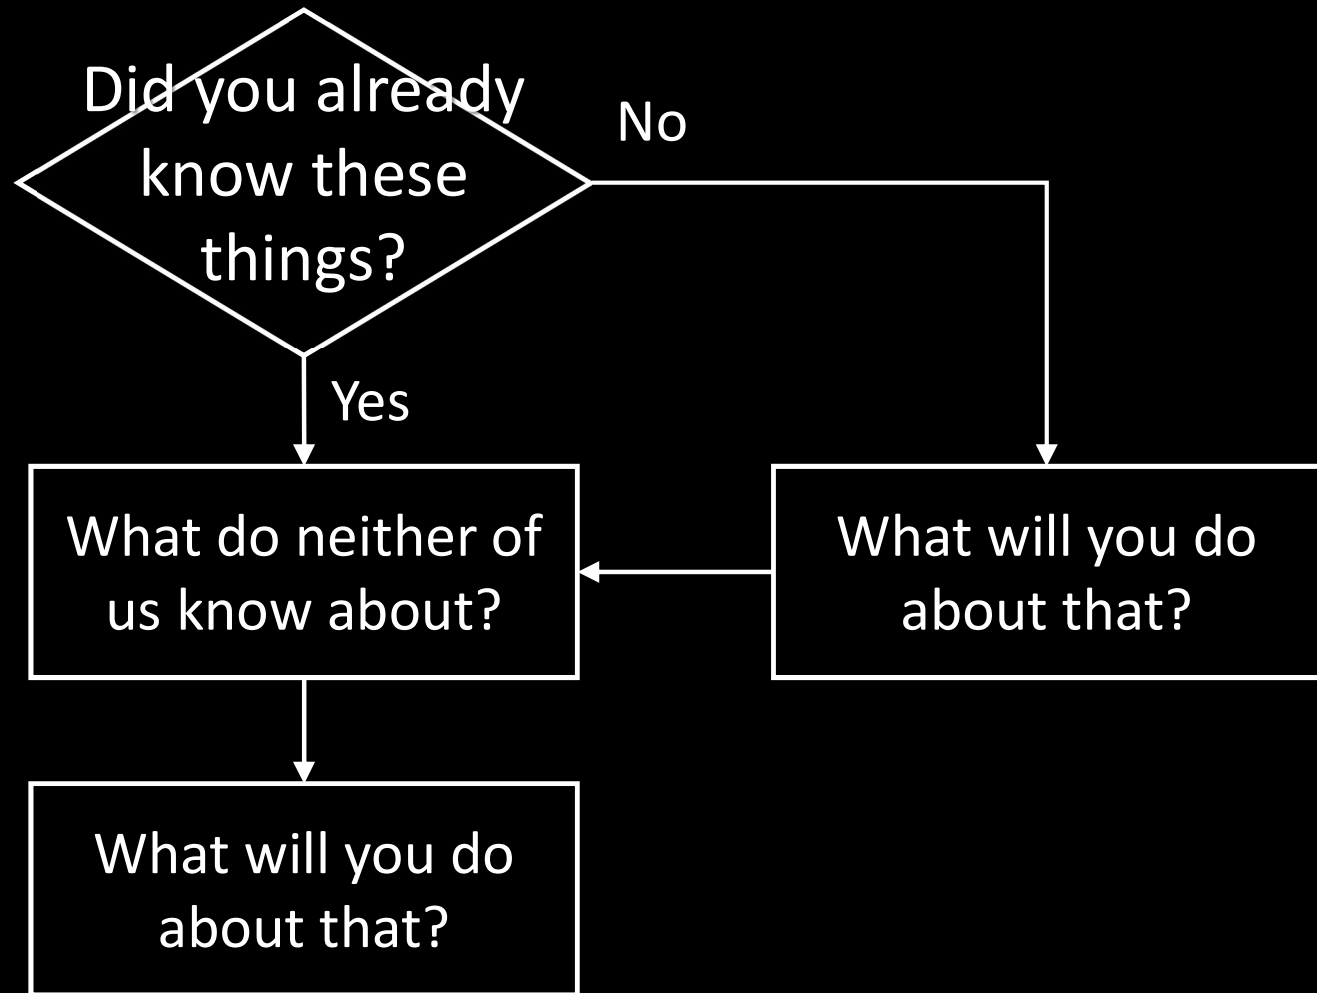 Did you already
know these
things?
No
Yes
What do neither of
us know about?
What will you do
about that?
What will you do
about that?